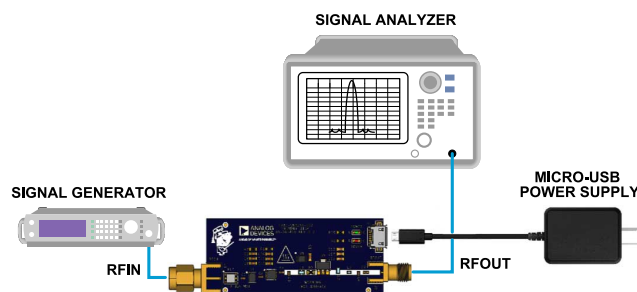 SIGNAL ANALYZER
SIGNAL GENERATOR
MICRO-USB
POWER SUPPLY
ANALOG
DEVICES
RFIN
RFOUT